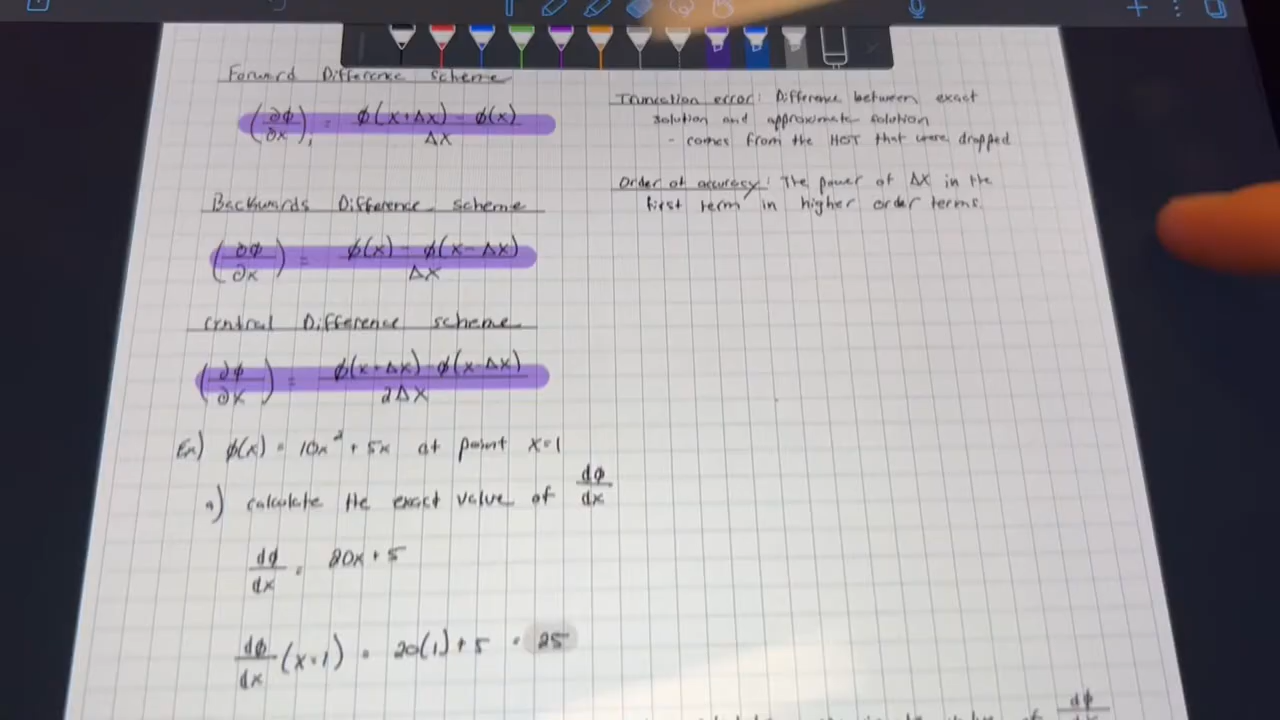 Forward Difference scheme
(∂ϕ/∂x)ᵢ = (ϕ(x+Δx) - ϕ(x))/Δx
Backwards Difference scheme
(∂ϕ/∂x) = (ϕ(x) - ϕ(x-Δx))/Δx
Central Difference scheme
(∂ϕ/∂x) = (ϕ(x+Δx) - ϕ(x-Δx))/2Δx
Ex) ϕ(x) = 10x² + 5x at point x=1
a) calculate the exact value of dϕ/dx
dϕ/dx = 20x + 5
dϕ/dx (x=1) = 20(1) + 5 = 25
Truncation error: Difference between exact
solution and approximate solution
- comes from the HOT that were dropped
Order of accuracy: The power of Δx in the
first term in higher order terms.